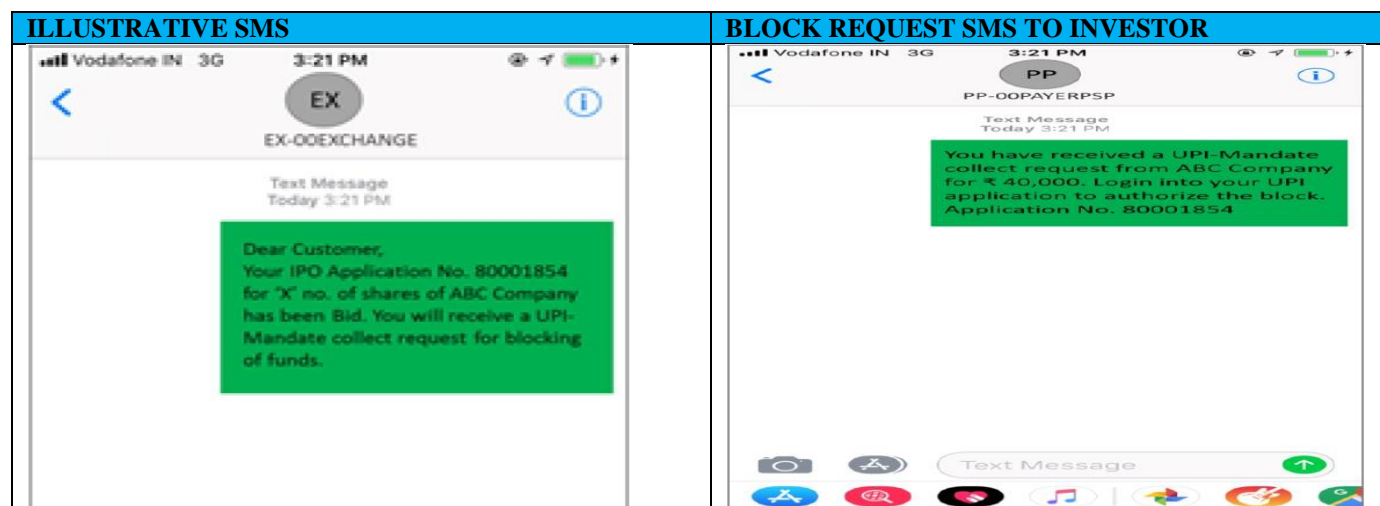 ILLUSTRATIVE SMS
Vodafone IN 3G 3:21 PM
EX
EX-OOEXCHANGE
Text Message
Today 3:21 PM
Dear Customer,
Your IPO Application No. 80001854
for 'X' no. of shares of ABC Company
has been Bid. You will receive a UPI-
Mandate collect request for blocking
of funds.
BLOCK REQUEST SMS TO INVESTOR
Vodafone IN 3G 3:21 PM
PP
PP-OOPAYERPSP
Text Message
Today 3:21 PM
You have received a UPI-Mandate
collect request from ABC Company
for ₹ 40,000. Login into your UPI
application to authorize the block.
Application No. 80001854
Text Message